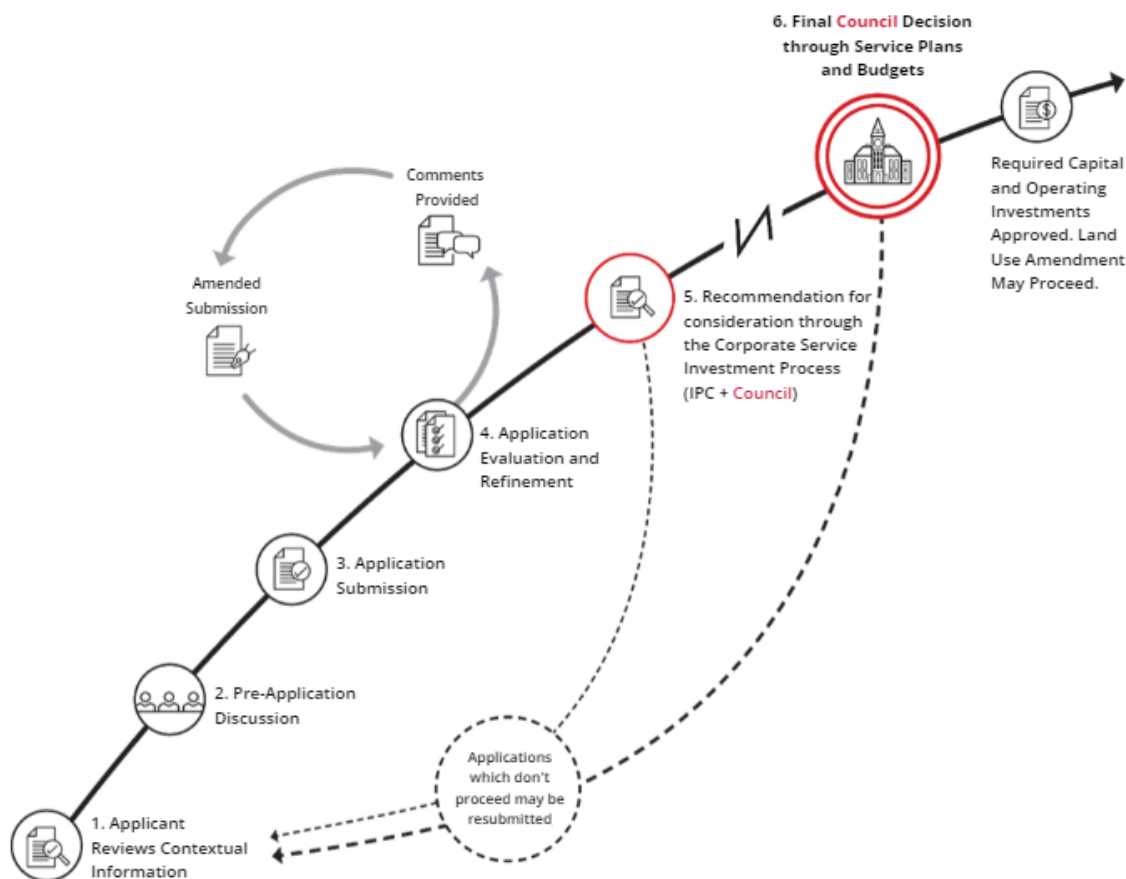 6. Final Council Decision
through Service Plans
and Budgets
Required Capital
and Operating
Investments
Approved. Land
Use Amendment
May Proceed.
Comments
Provided
Amended
Submission
5. Recommendation for
consideration through
the Corporate Service
Investment Process
(IPC + Council)
4. Application
Evaluation and
Refinement
3. Application
Submission
2. Pre-Application
Discussion
Applications
which don't
proceed may be
resubmitted
1. Applicant
Reviews Contextual
Information